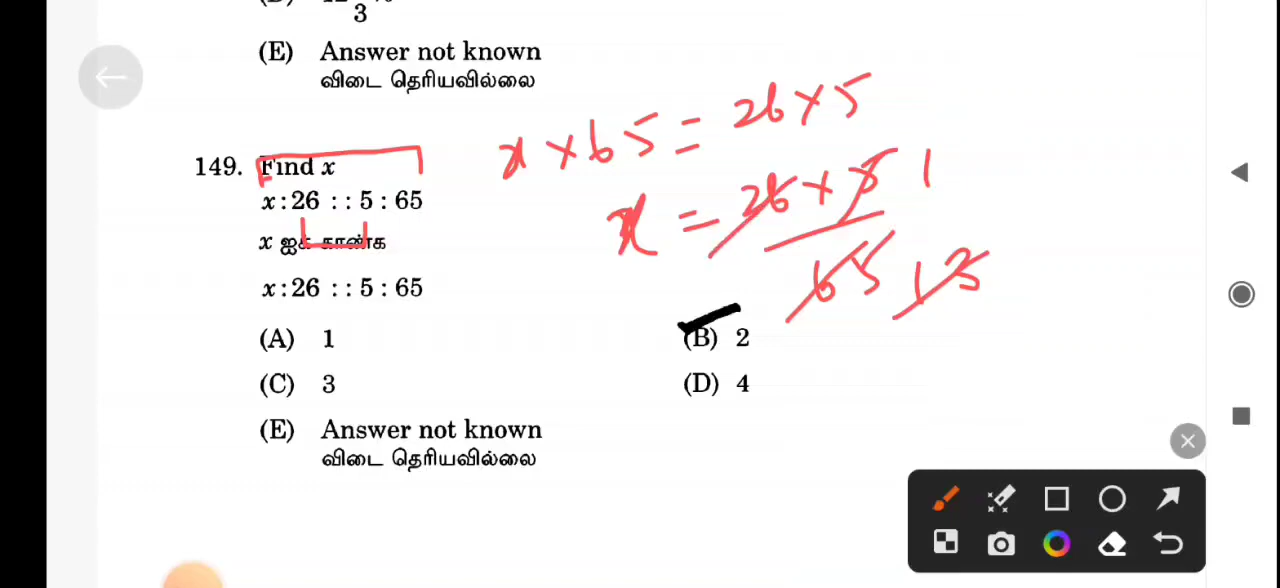 3
(E) Answer not known
விடை தெரியவில்லை
x × 65 = 26 × 5
149. Find x
x = 26 × 5 1
x : 26 : : 5 : 65
65 13
x ஐக் காண்க
x : 26 : : 5 : 65
(A) 1 (B) 2
(C) 3 (D) 4
(E) Answer not known
விடை தெரியவில்லை